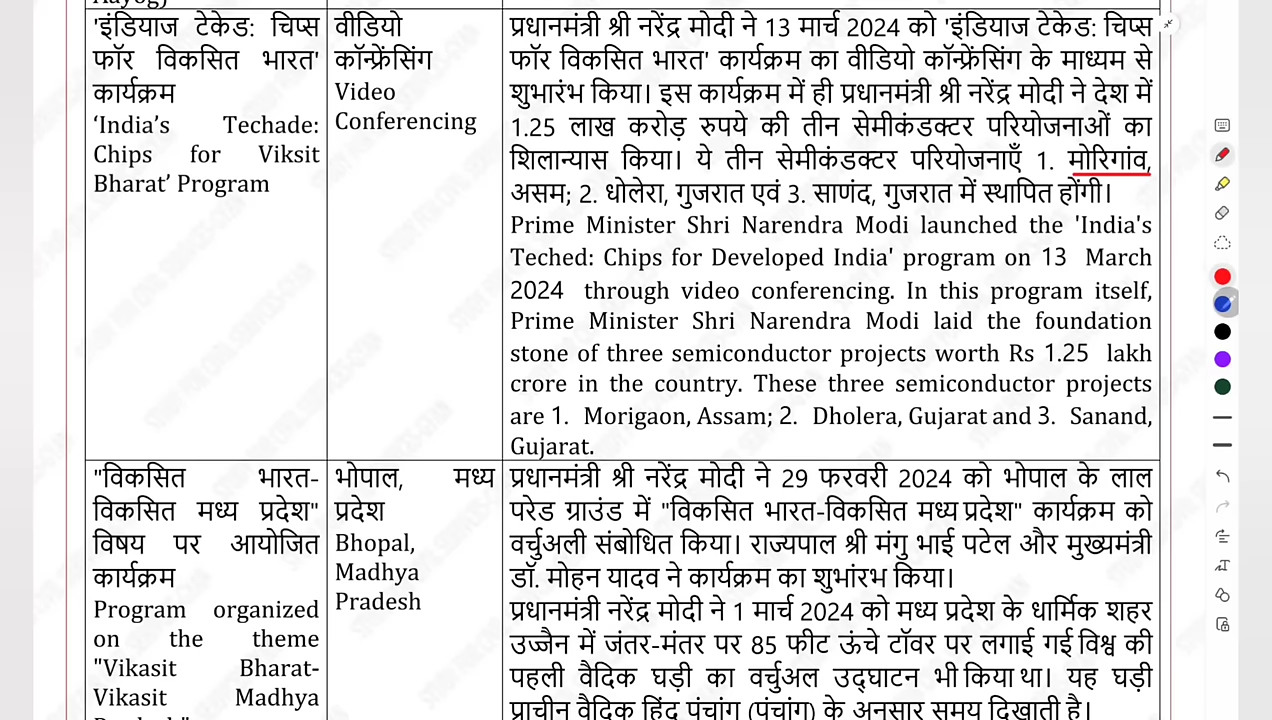 'इंडियाज टेकेड: चिप्स
फॉर विकसित भारत'
कार्यक्रम
‘India’s Techade:
Chips for Viksit
Bharat’ Program
वीडियो
कॉन्फ्रेंसिंग
Video
Conferencing
प्रधानमंत्री श्री नरेंद्र मोदी ने 13 मार्च 2024 को 'इंडियाज टेकेड: चिप्स
फॉर विकसित भारत' कार्यक्रम का वीडियो कॉन्फ्रेंसिंग के माध्यम से
शुभारंभ किया। इस कार्यक्रम में ही प्रधानमंत्री श्री नरेंद्र मोदी ने देश में
1.25 लाख करोड़ रुपये की तीन सेमीकंडक्टर परियोजनाओं का
शिलान्यास किया। ये तीन सेमीकंडक्टर परियोजनाएँ 1. मोरिगांव,
असम; 2. धोलेरा, गुजरात एवं 3. साणंद, गुजरात में स्थापित होंगी।
Prime Minister Shri Narendra Modi launched the 'India's
Teched: Chips for Developed India' program on 13 March
2024 through video conferencing. In this program itself,
Prime Minister Shri Narendra Modi laid the foundation
stone of three semiconductor projects worth Rs 1.25 lakh
crore in the country. These three semiconductor projects
are 1. Morigaon, Assam; 2. Dholera, Gujarat and 3. Sanand,
Gujarat.
"विकसित भारत-
विकसित मध्य प्रदेश"
विषय पर आयोजित
कार्यक्रम
Program organized
on the theme
"Vikasit Bharat-
Vikasit Madhya
भोपाल, मध्य
प्रदेश
Bhopal,
Madhya
Pradesh
प्रधानमंत्री श्री नरेंद्र मोदी ने 29 फरवरी 2024 को भोपाल के लाल
परेड ग्राउंड में "विकसित भारत-विकसित मध्य प्रदेश" कार्यक्रम को
वर्चुअली संबोधित किया। राज्यपाल श्री मंगु भाई पटेल और मुख्यमंत्री
डॉ. मोहन यादव ने कार्यक्रम का शुभांरभ किया।
प्रधानमंत्री नरेंद्र मोदी ने 1 मार्च 2024 को मध्य प्रदेश के धार्मिक शहर
उज्जैन में जंतर-मंतर पर 85 फीट ऊंचे टॉवर पर लगाई गई विश्व की
पहली वैदिक घड़ी का वर्चुअल उद्घाटन भी किया था। यह घड़ी
प्राचीन वैदिक हिंदू पंचांग (पंचांग) के अनुसार समय दिखाती है।